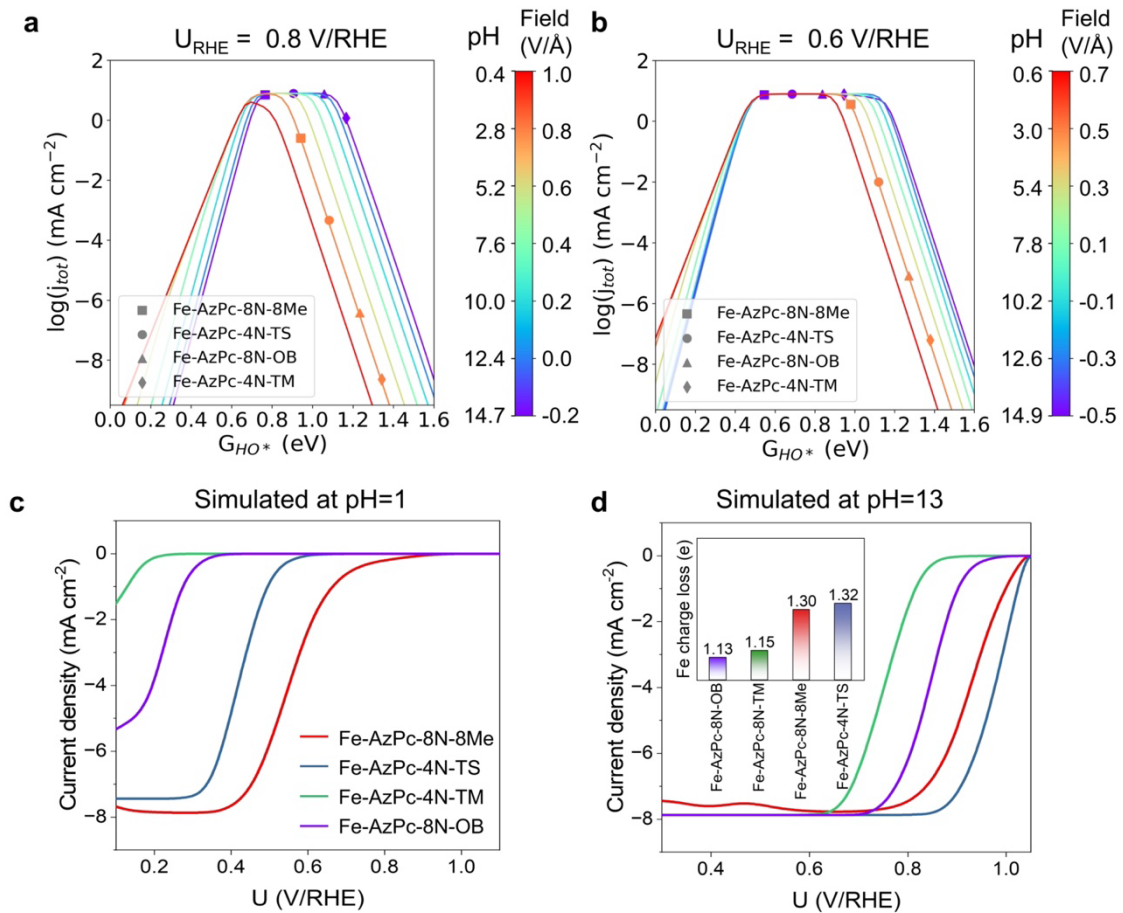 a
U_RHE = 0.8 V/RHE
pH
Field
(V/Å)
2
0
−2
−4
−6
−8
log(j_tot) (mA cm⁻²)
0.0 0.2 0.4 0.6 0.8 1.0 1.2 1.4 1.6
G_HO* (eV)
Fe-AzPc-8N-8Me
Fe-AzPc-4N-TS
Fe-AzPc-8N-OB
Fe-AzPc-4N-TM
0.4 1.0
2.8 0.8
5.2 0.6
7.6 0.4
10.0 0.2
12.4 0.0
14.7 -0.2
b
U_RHE = 0.6 V/RHE
pH
Field
(V/Å)
2
0
−2
−4
−6
−8
log(j_tot) (mA cm⁻²)
0.0 0.2 0.4 0.6 0.8 1.0 1.2 1.4 1.6
G_HO* (eV)
Fe-AzPc-8N-8Me
Fe-AzPc-4N-TS
Fe-AzPc-8N-OB
Fe-AzPc-4N-TM
0.6 0.7
3.0 0.5
5.4 0.3
7.8 0.1
10.2 -0.1
12.6 -0.3
14.9 -0.5
c
Simulated at pH=1
0
−2
−4
−6
−8
Current density (mA cm⁻²)
0.2 0.4 0.6 0.8 1.0
U (V/RHE)
Fe-AzPc-8N-8Me
Fe-AzPc-4N-TS
Fe-AzPc-4N-TM
Fe-AzPc-8N-OB
d
Simulated at pH=13
0
−2
−4
−6
−8
Current density (mA cm⁻²)
0.4 0.6 0.8 1.0
U (V/RHE)
Fe charge loss (e)
1.13
1.15
1.30
1.32
Fe-AzPc-8N-OB
Fe-AzPc-8N-TM
Fe-AzPc-8N-8Me
Fe-AzPc-4N-TS